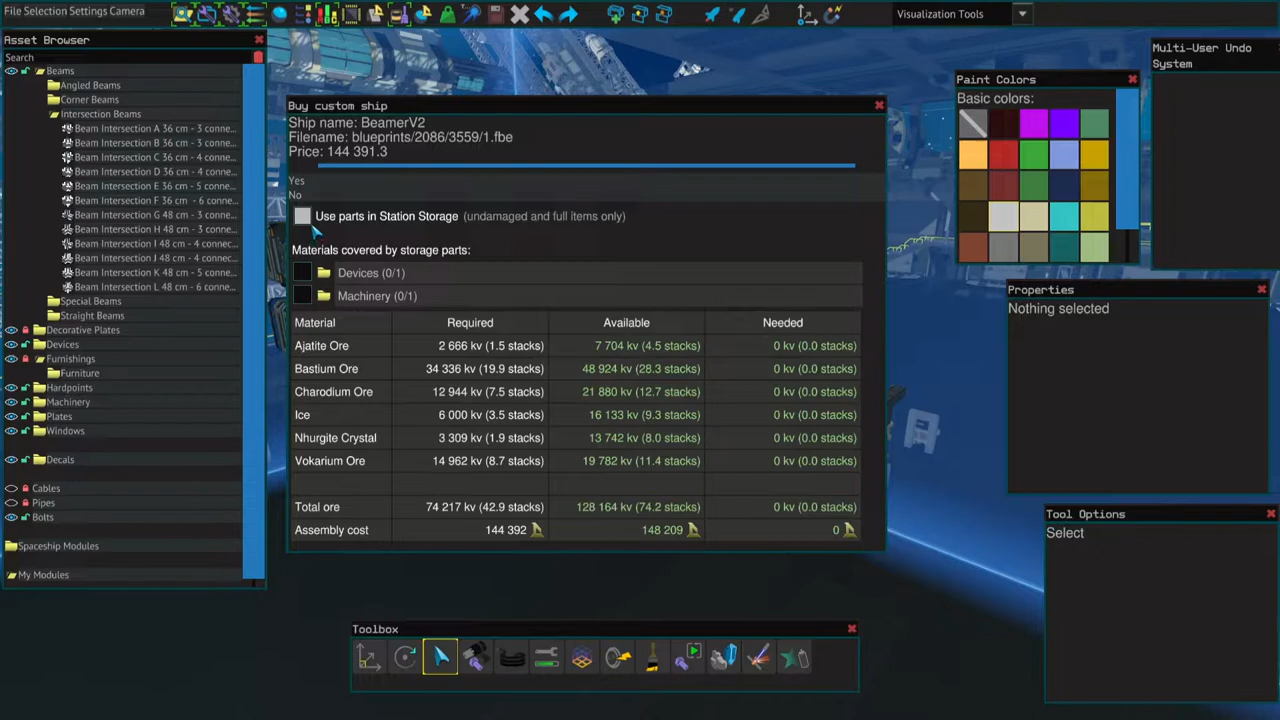 File Selection Settings Camera
Visualization Tools
Asset Browser
Search
Beams
Angled Beams
Corner Beams
Intersection Beams
Beam Intersection A 36 cm - 3 conne...
Beam Intersection B 36 cm - 3 conne...
Beam Intersection C 36 cm - 4 conne...
Beam Intersection D 36 cm - 4 conne...
Beam Intersection E 36 cm - 5 conne...
Beam Intersection F 36 cm - 6 conne...
Beam Intersection G 48 cm - 3 conne...
Beam Intersection H 48 cm - 3 conne...
Beam Intersection I 48 cm - 4 connec...
Beam Intersection J 48 cm - 4 connec...
Beam Intersection K 48 cm - 5 conne...
Beam Intersection L 48 cm - 6 conne...
Special Beams
Straight Beams
Decorative Plates
Devices
Furnishings
Furniture
Hardpoints
Machinery
Plates
Windows
Decals
Cables
Pipes
Bolts
Spaceship Modules
My Modules
Buy custom ship
Ship name: BeamerV2
Filename: blueprints/2086/3559/1.fbe
Price: 144 391.3
Yes
No
Use parts in Station Storage (undamaged and full items only)
Materials covered by storage parts:
Devices (0/1)
Machinery (0/1)
Material Required Available Needed
Ajatite Ore 2 666 kv (1.5 stacks) 7 704 kv (4.5 stacks) 0 kv (0.0 stacks)
Bastium Ore 34 336 kv (19.9 stacks) 48 924 kv (28.3 stacks) 0 kv (0.0 stacks)
Charodium Ore 12 944 kv (7.5 stacks) 21 880 kv (12.7 stacks) 0 kv (0.0 stacks)
Ice 6 000 kv (3.5 stacks) 16 133 kv (9.3 stacks) 0 kv (0.0 stacks)
Nhurgite Crystal 3 309 kv (1.9 stacks) 13 742 kv (8.0 stacks) 0 kv (0.0 stacks)
Vokarium Ore 14 962 kv (8.7 stacks) 19 782 kv (11.4 stacks) 0 kv (0.0 stacks)
Total ore 74 217 kv (42.9 stacks) 128 164 kv (74.2 stacks) 0 kv (0.0 stacks)
Assembly cost 144 392 148 209 0
Toolbox
Paint Colors
Basic colors:
Multi-User Undo
System
Properties
Nothing selected
Tool Options
Select